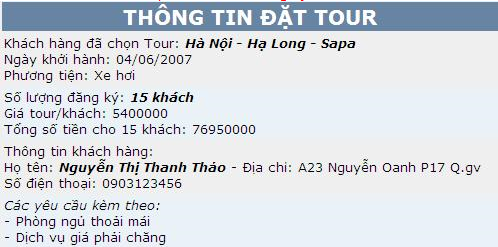 THÔNG TIN ĐẶT TOUR
Khách hàng đã chọn Tour: Hà Nội - Hạ Long - Sapa
Ngày khởi hành: 04/06/2007
Phương tiện: Xe hơi
Số lượng đăng ký: 15 khách
Giá tour/khách: 5400000
Tổng số tiền cho 15 khách: 76950000
Thông tin khách hàng:
Họ tên: Nguyễn Thị Thanh Thảo - Địa chỉ: A23 Nguyễn Oanh P17 Q.gv
Số điện thoại: 0903123456
Các yêu cầu kèm theo:
- Phòng ngủ thoải mái
- Dịch vụ giá phải chăng